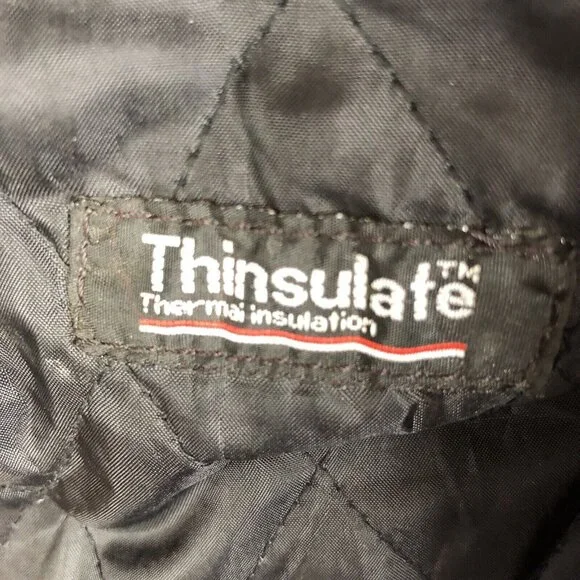 Thinsulate™
Thermal insulation